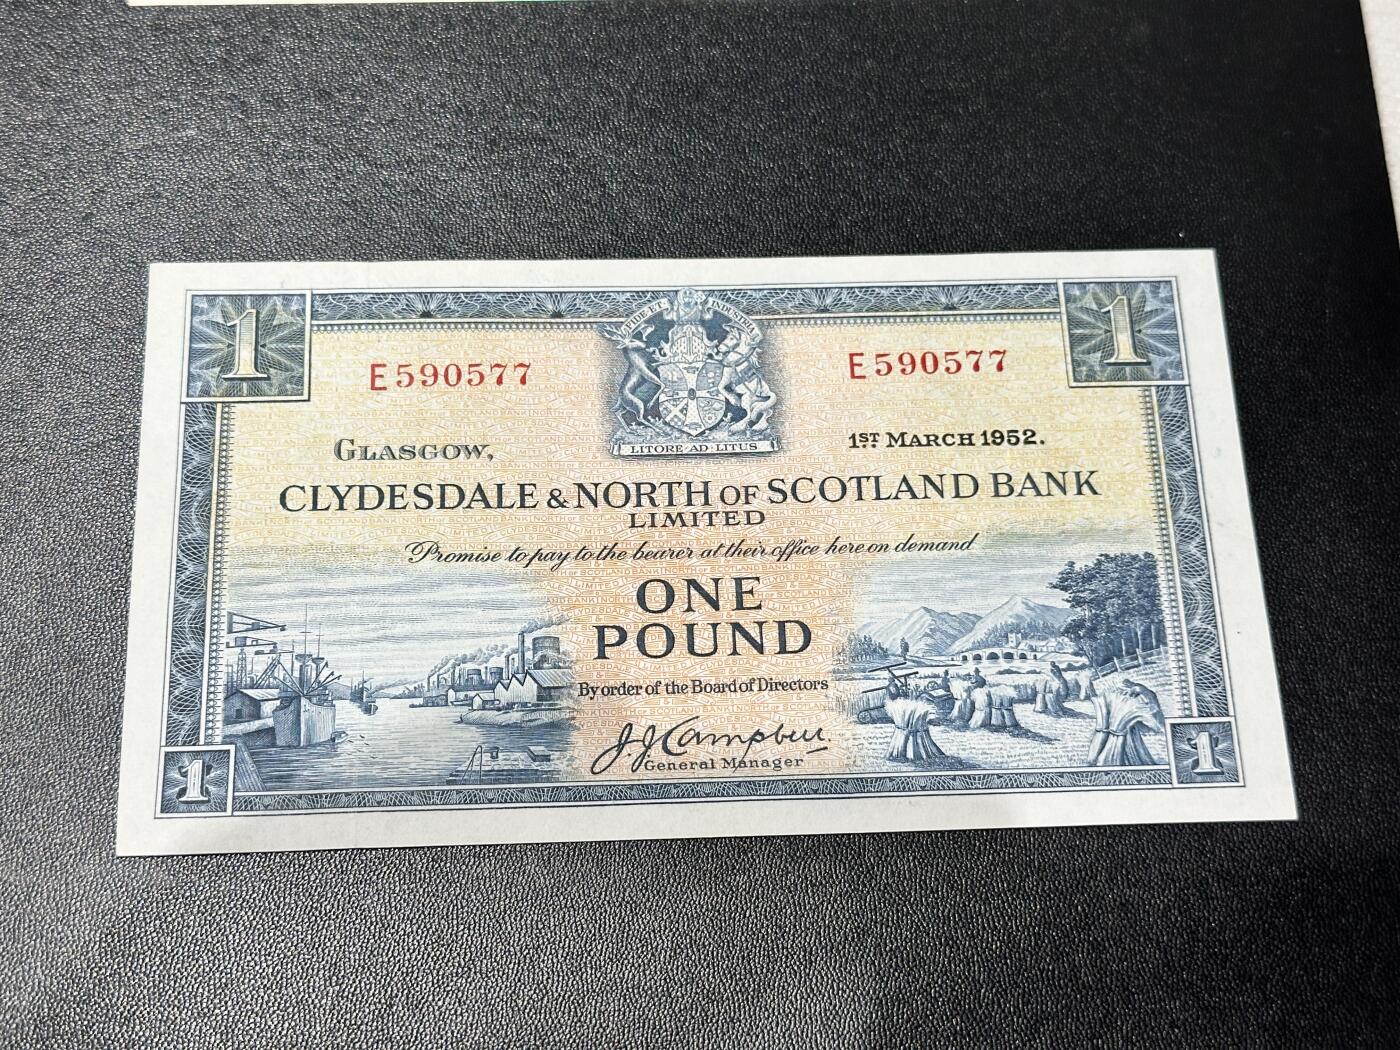 1
1
FIDE ET
INDUSTRIA
E 590577
E 590577
LITORE AD LITUS
GLASGOW,
1ST MARCH 1952.
CLYDESDALE & NORTH OF SCOTLAND BANK
LIMITED
Promise to pay to the bearer at their office here on demand
ONE
POUND
By order of the Board of Directors
J J Campbell
General Manager
1
1